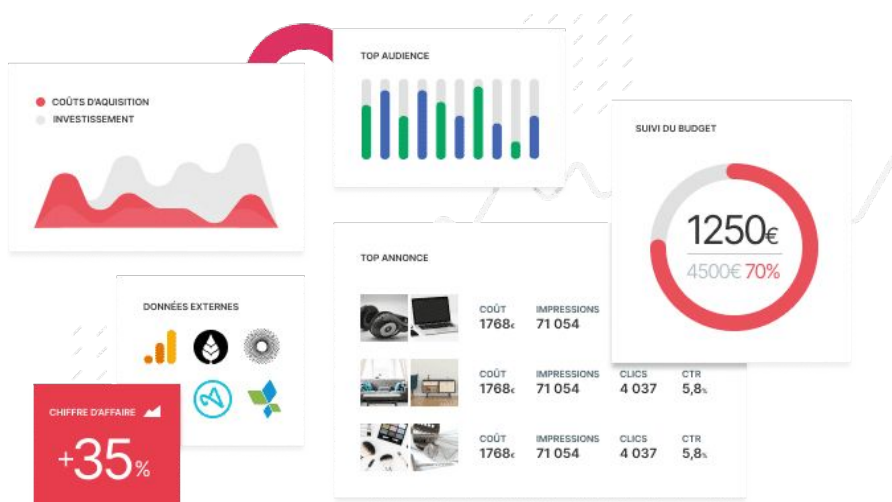 COÛTS D'AQUISITION
INVESTISSEMENT
TOP AUDIENCE
SUIVI DU BUDGET
1250€
4500€ 70%
DONNÉES EXTERNES
CHIFFRE D'AFFAIRE
+35%
TOP ANNONCE
COÛT IMPRESSIONS
1768€ 71 054
COÛT IMPRESSIONS CLICS CTR
1768€ 71 054 4 037 5,8%
COÛT IMPRESSIONS CLICS CTR
1768€ 71 054 4 037 5,8%